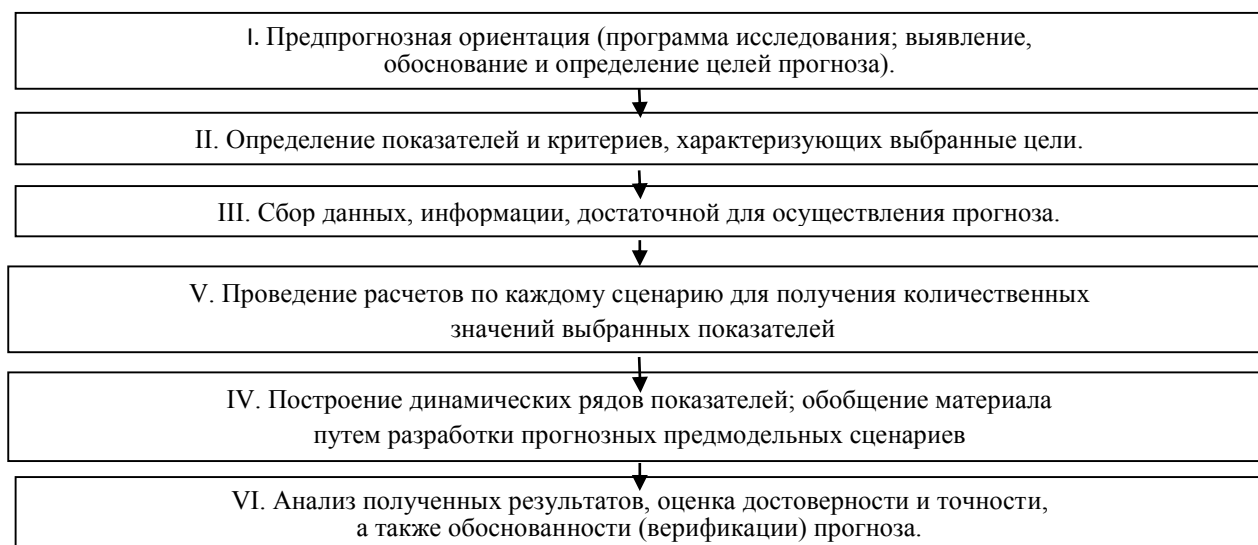 I. Предпрогнозная ориентация (программа исследования; выявление,
обоснование и определение целей прогноза).
II. Определение показателей и критериев, характеризующих выбранные цели.
III. Сбор данных, информации, достаточной для осуществления прогноза.
V. Проведение расчетов по каждому сценарию для получения количественных
значений выбранных показателей
IV. Построение динамических рядов показателей; обобщение материала
путем разработки прогнозных предмодельных сценариев
VI. Анализ полученных результатов, оценка достоверности и точности,
а также обоснованности (верификации) прогноза.